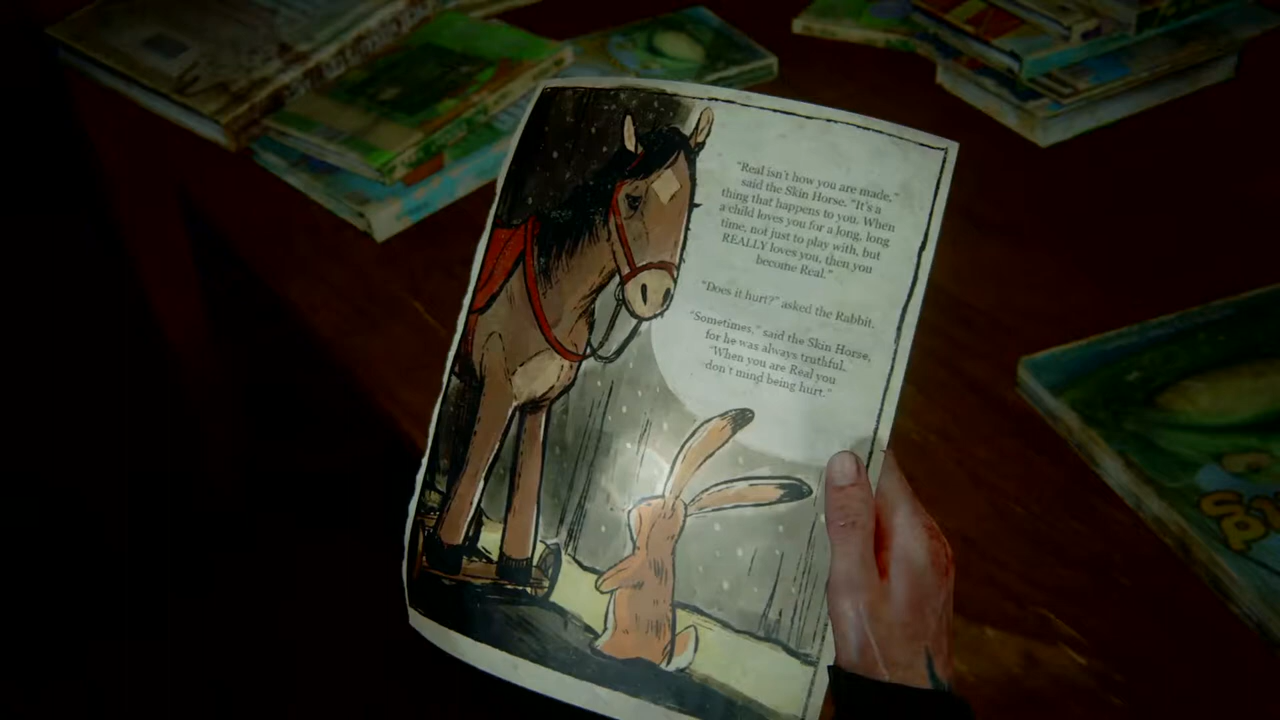 "Real isn't how you are made,"
said the Skin Horse. "It's a
thing that happens to you. When
a child loves you for a long, long
time, not just to play with, but
REALLY loves you, then you
become Real."
"Does it hurt?" asked the Rabbit.
"Sometimes," said the Skin Horse,
for he was always truthful.
"When you are Real you
don't mind being hurt."